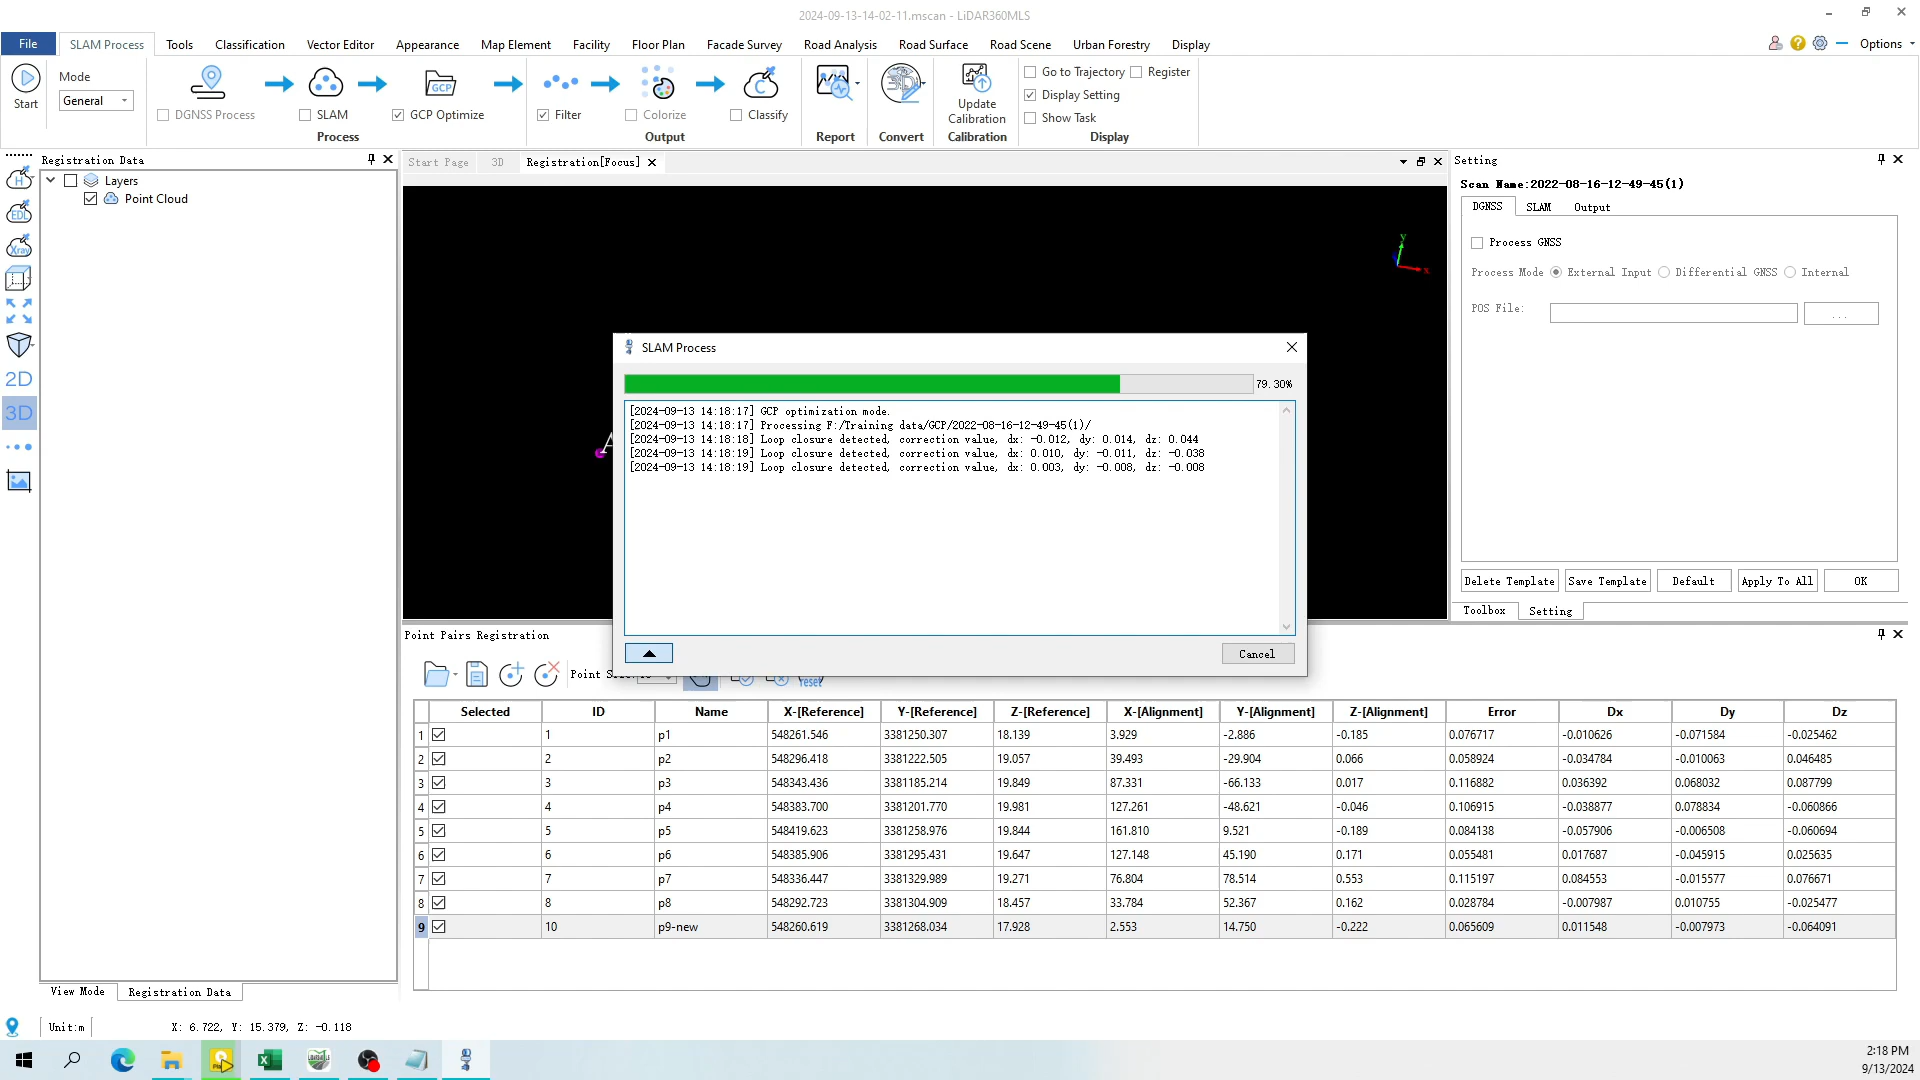 2024-09-13-14-02-11.mscan - LiDAR360MLS
File SLAM Process Tools Classification Vector Editor Appearance Map Element Facility Floor Plan Facade Survey Road Analysis Road Surface Road Scene Urban Forestry Display Options
Start
Mode
General
DGNSS Process
SLAM
GCP
GCP Optimize
Process
Filter
Colorize
Classify
Output
Report
Convert
Update Calibration
Calibration
Go to Trajectory Register
Display Setting
Show Task
Display
Registration Data
Layers
Point Cloud
H
EDL
Xray
2D
3D
Start Page 3D Registration[Focus]
Y
X
Setting
Scan Name:2022-08-16-12-49-45(1)
DGNSS SLAM Output
Process GNSS
Process Mode External Input Differential GNSS Internal
POS File: ...
Delete Template Save Template Default Apply To All OK
Toolbox Setting
SLAM Process
79.30%
[2024-09-13 14:18:17] GCP optimization mode.
[2024-09-13 14:18:17] Processing F:/Training data/GCP/2022-08-16-12-49-45(1)/
[2024-09-13 14:18:18] Loop closure detected, correction value, dx: -0.012, dy: 0.014, dz: 0.044
[2024-09-13 14:18:19] Loop closure detected, correction value, dx: 0.010, dy: -0.011, dz: -0.038
[2024-09-13 14:18:19] Loop closure detected, correction value, dx: 0.003, dy: -0.008, dz: -0.008
Cancel
Point Pairs Registration
Point
reset
Selected ID Name X-[Reference] Y-[Reference] Z-[Reference] X-[Alignment] Y-[Alignment] Z-[Alignment] Error Dx Dy Dz
1 1 p1 548261.546 3381250.307 18.139 3.929 -2.886 -0.185 0.076717 -0.010626 -0.071584 -0.025462
2 2 p2 548296.418 3381222.505 19.057 39.493 -29.904 0.066 0.058924 -0.034784 -0.010063 0.046485
3 3 p3 548343.436 3381185.214 19.849 87.331 -66.133 0.017 0.116882 0.036392 0.068032 0.087799
4 4 p4 548383.700 3381201.770 19.981 127.261 -48.621 -0.046 0.106915 -0.038877 0.078834 -0.060866
5 5 p5 548419.623 3381258.976 19.844 161.810 9.521 -0.189 0.084138 -0.057906 -0.006508 -0.060694
6 6 p6 548385.906 3381295.431 19.647 127.148 45.190 0.171 0.055481 0.017687 -0.045915 0.025635
7 7 p7 548336.447 3381329.989 19.271 76.804 78.514 0.553 0.115197 0.084553 -0.015577 0.076671
8 8 p8 548292.723 3381304.909 18.457 33.784 52.367 0.162 0.028784 -0.007987 0.010755 -0.025477
9 10 p9-new 548260.619 3381268.034 17.928 2.553 14.750 -0.222 0.065609 0.011548 -0.007973 -0.064091
View Mode Registration Data
Unit:m X: 6.722, Y: 15.379, Z: -0.118
2:18 PM
9/13/2024